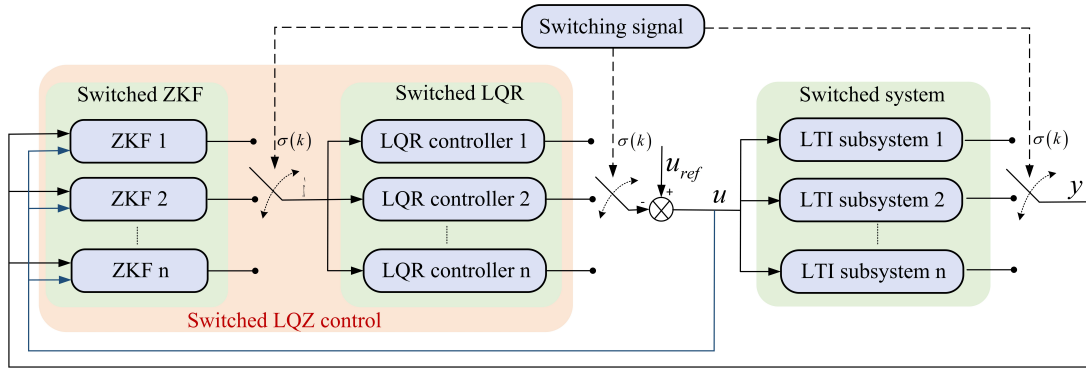 Switching signal
Switched ZKF
Switched LQR
Switched system
ZKF 1
σ(k)
LQR controller 1
σ(k)
u_ref
LTI subsystem 1
σ(k)
ZKF 2
LQR controller 2
-
+
u
LTI subsystem 2
y
ZKF n
LQR controller n
LTI subsystem n
Switched LQZ control